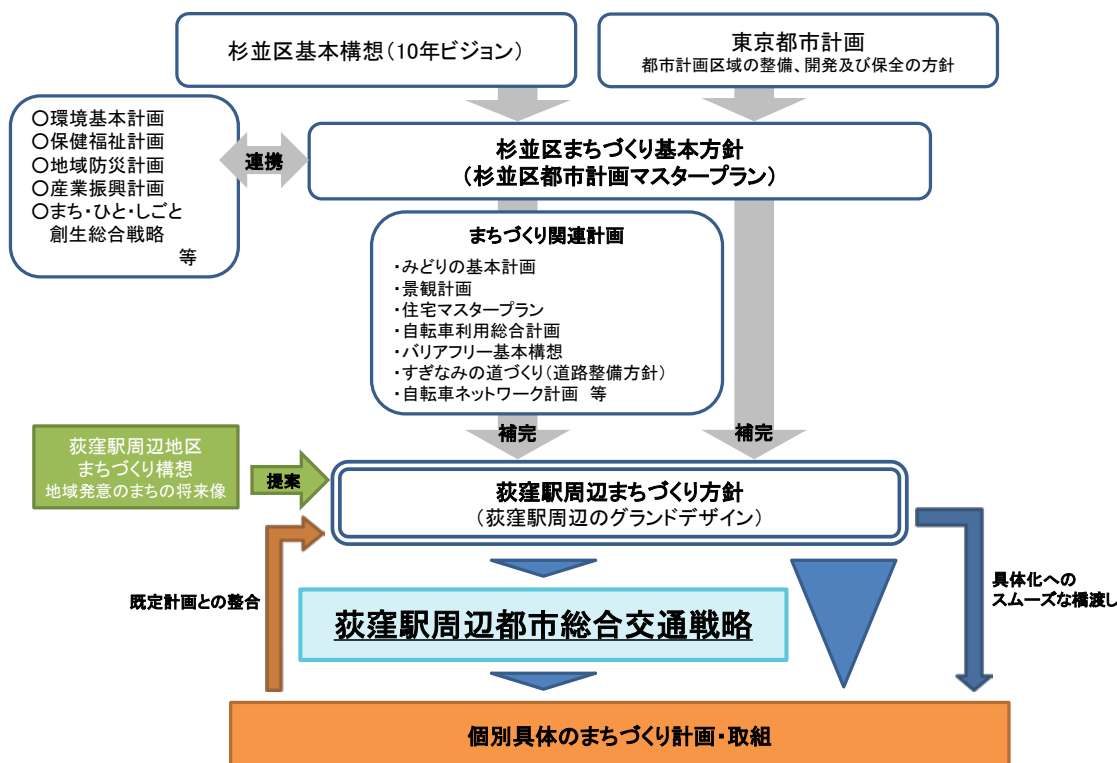 杉並区基本構想(10年ビジョン)
東京都市計画
都市計画区域の整備、開発及び保全の方針
〇環境基本計画
〇保健福祉計画
〇地域防災計画
〇産業振興計画
〇まち・ひと・しごと
創生総合戦略
等
連携
杉並区まちづくり基本方針
(杉並区都市計画マスタープラン)
まちづくり関連計画
・みどりの基本計画
・景観計画
・住宅マスタープラン
・自転車利用総合計画
・バリアフリー基本構想
・すぎなみの道づくり(道路整備方針)
・自転車ネットワーク計画 等
補完
補完
荻窪駅周辺地区
まちづくり構想
地域発意のまちの将来像
提案
荻窪駅周辺まちづくり方針
(荻窪駅周辺のグランドデザイン)
既定計画との整合
具体化への
スムーズな橋渡し
荻窪駅周辺都市総合交通戦略
個別具体のまちづくり計画・取組